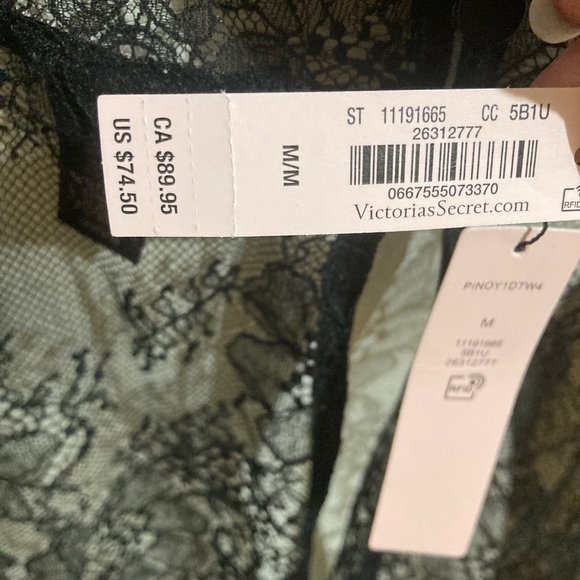 ST 11191665 CC 5B1U
26312777
0667555073370
VictoriasSecret.com
RFID
M/M
CA $89.95
US $74.50
PINOY1DTW4
M
11191665
5B1U
26312777
RFID